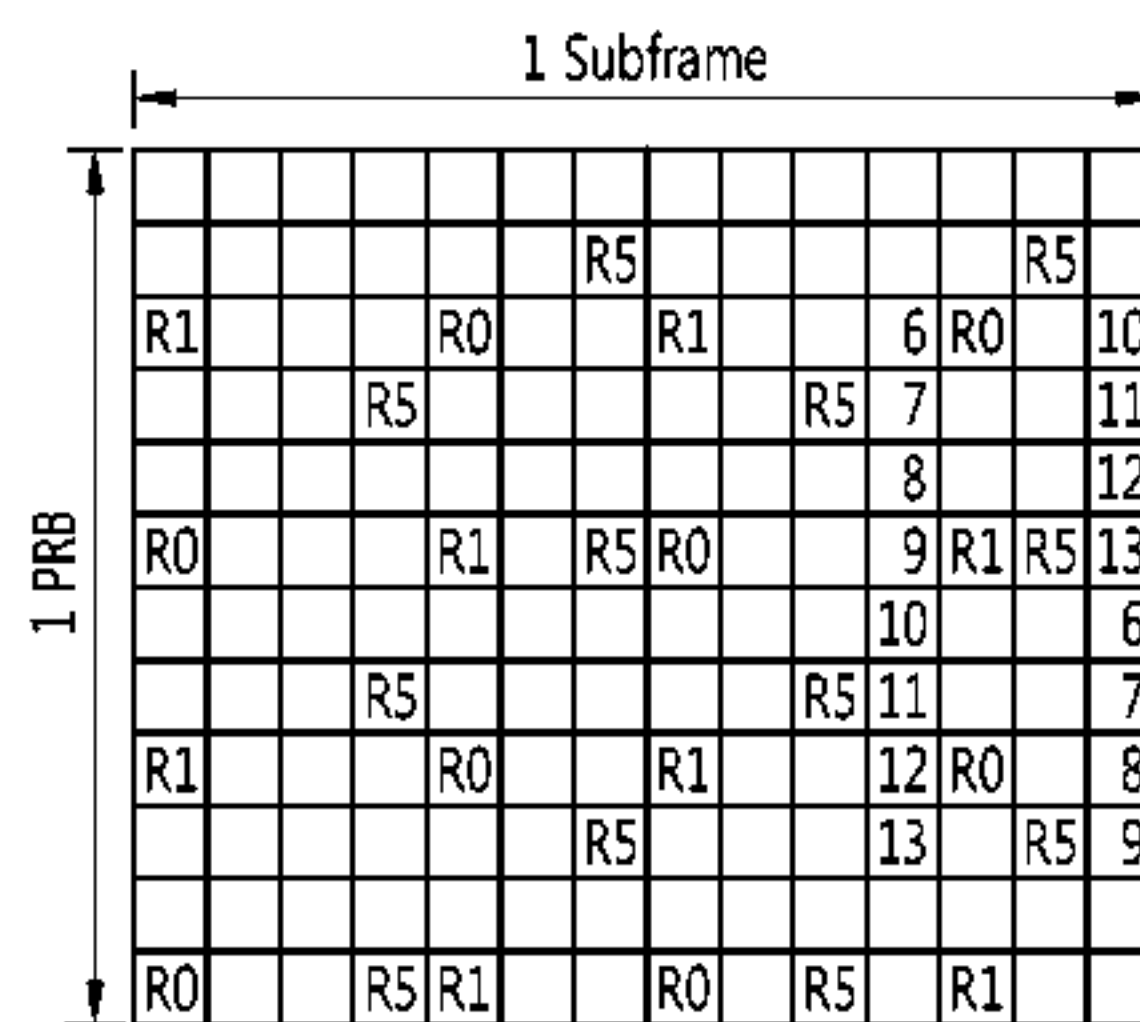 1 Subframe
R5 R5
R1 R0 R1 6 R0 10
R5 R5 7 11
8 12
1 PRB
R0 R1 R5 R0 9 R1 R5 13
10 6
R5 R5 11 7
R1 R0 R1 12 R0 8
R5 13 R5 9
R0 R5 R1 R0 R5 R1